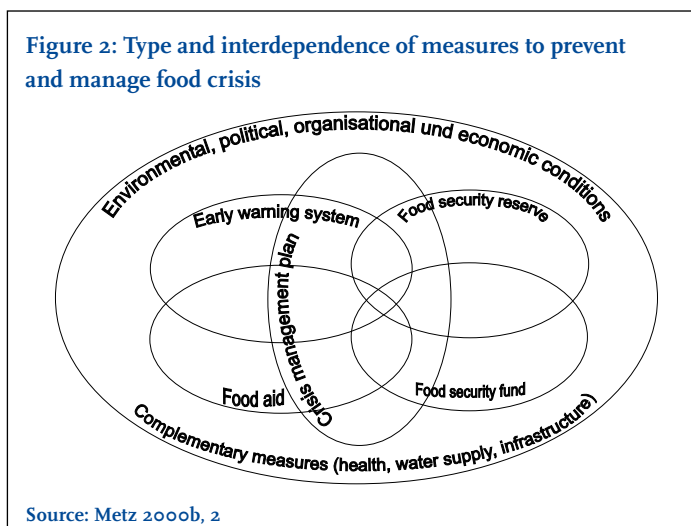 Figure 2: Type and interdependence of measures to prevent
and manage food crisis
Environmental, political, organisational und economic conditions
Early warning system
Food security reserve
Crisis management plan
Food aid
Food security fund
Complementary measures (health, water supply, infrastructure)
Source: Metz 2000b, 2